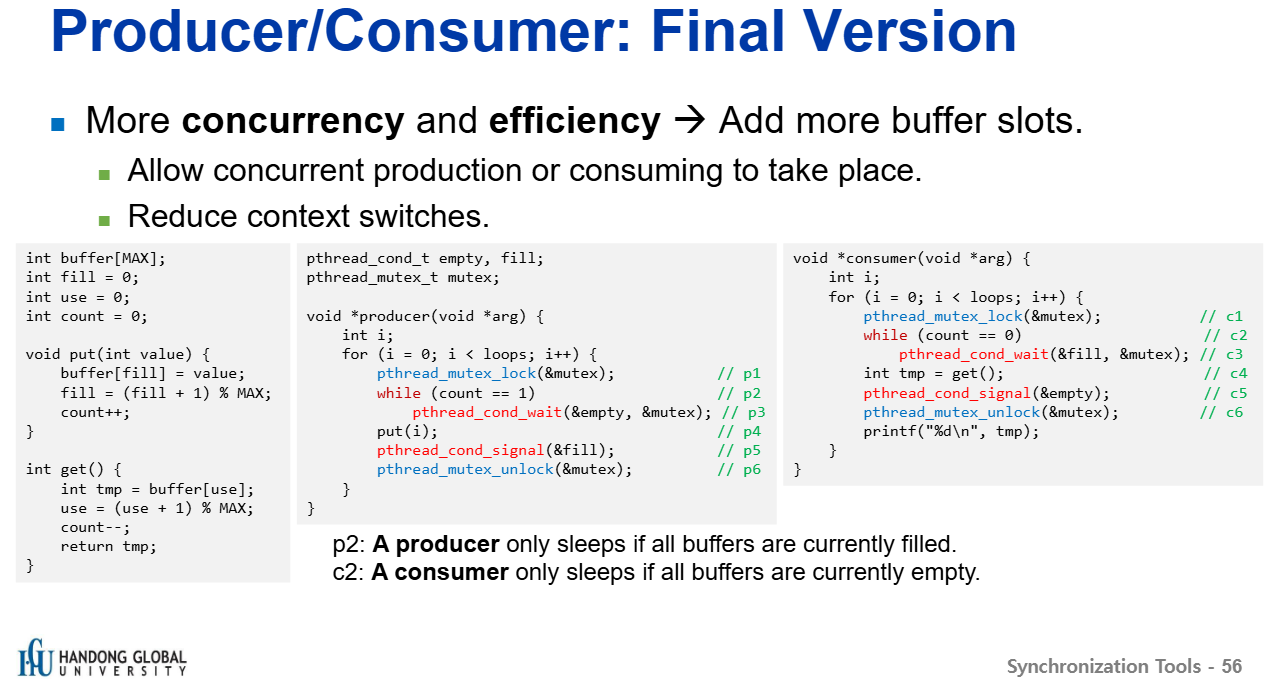 Producer/Consumer: Final Version
■ More concurrency and efficiency → Add more buffer slots.
■ Allow concurrent production or consuming to take place.
■ Reduce context switches.
int buffer[MAX];
int fill = 0;
int use = 0;
int count = 0;

void put(int value) {
    buffer[fill] = value;
    fill = (fill + 1) % MAX;
    count++;
}

int get() {
    int tmp = buffer[use];
    use = (use + 1) % MAX;
    count--;
    return tmp;
}
pthread_cond_t empty, fill;
pthread_mutex_t mutex;

void *producer(void *arg) {
    int i;
    for (i = 0; i < loops; i++) {
        pthread_mutex_lock(&mutex);            // p1
        while (count == 1)                     // p2
            pthread_cond_wait(&empty, &mutex); // p3
        put(i);                                // p4
        pthread_cond_signal(&fill);            // p5
        pthread_mutex_unlock(&mutex);          // p6
    }
}
void *consumer(void *arg) {
    int i;
    for (i = 0; i < loops; i++) {
        pthread_mutex_lock(&mutex);           // c1
        while (count == 0)                    // c2
            pthread_cond_wait(&fill, &mutex); // c3
        int tmp = get();                      // c4
        pthread_cond_signal(&empty);          // c5
        pthread_mutex_unlock(&mutex);         // c6
        printf("%d\n", tmp);
    }
}
p2: A producer only sleeps if all buffers are currently filled.
c2: A consumer only sleeps if all buffers are currently empty.
HGU HANDONG GLOBAL
UNIVERSITY
Synchronization Tools - 56